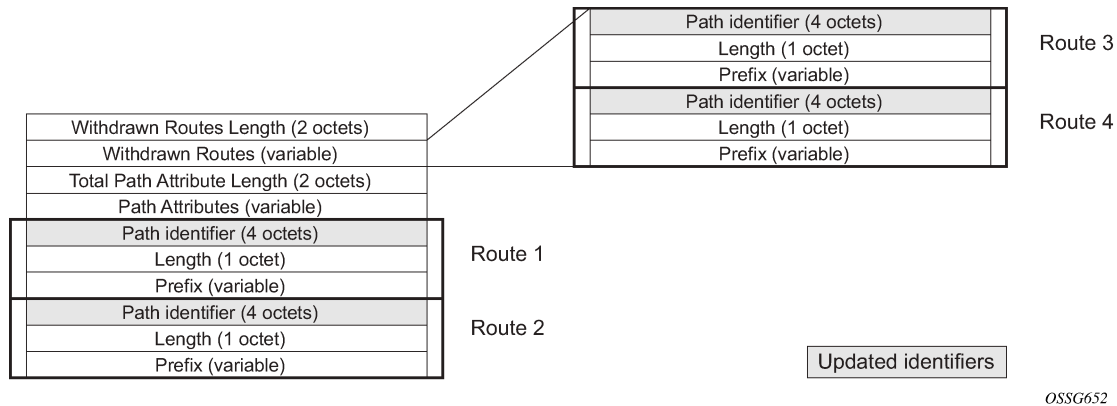 Withdrawn Routes Length (2 octets)
Withdrawn Routes (variable)
Total Path Attribute Length (2 octets)
Path Attributes (variable)
Path identifier (4 octets)
Length (1 octet)
Prefix (variable)
Route 1
Path identifier (4 octets)
Length (1 octet)
Prefix (variable)
Route 2
Path identifier (4 octets)
Length (1 octet)
Prefix (variable)
Route 3
Path identifier (4 octets)
Length (1 octet)
Prefix (variable)
Route 4
Updated identifiers
OSSG652